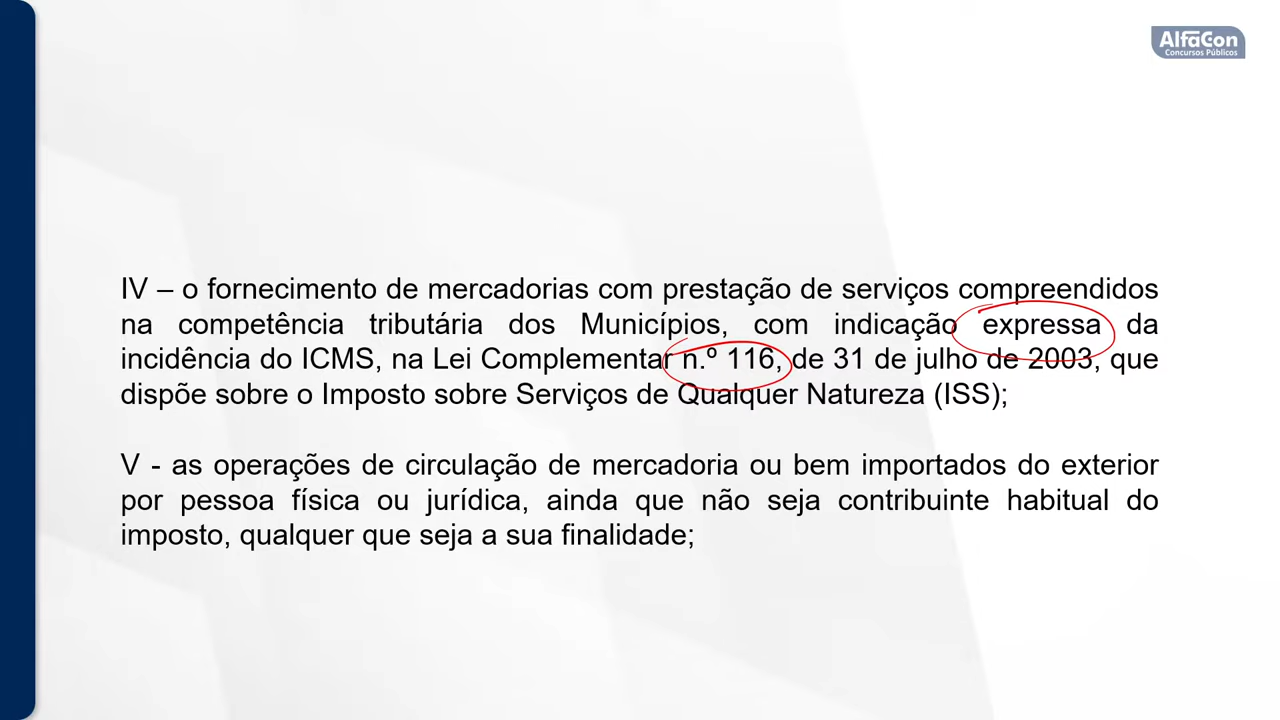 AlfaCon
Concursos Públicos
IV – o fornecimento de mercadorias com prestação de serviços compreendidos
na competência tributária dos Municípios, com indicação expressa da
incidência do ICMS, na Lei Complementar n.º 116, de 31 de julho de 2003, que
dispõe sobre o Imposto sobre Serviços de Qualquer Natureza (ISS);
V - as operações de circulação de mercadoria ou bem importados do exterior
por pessoa física ou jurídica, ainda que não seja contribuinte habitual do
imposto, qualquer que seja a sua finalidade;